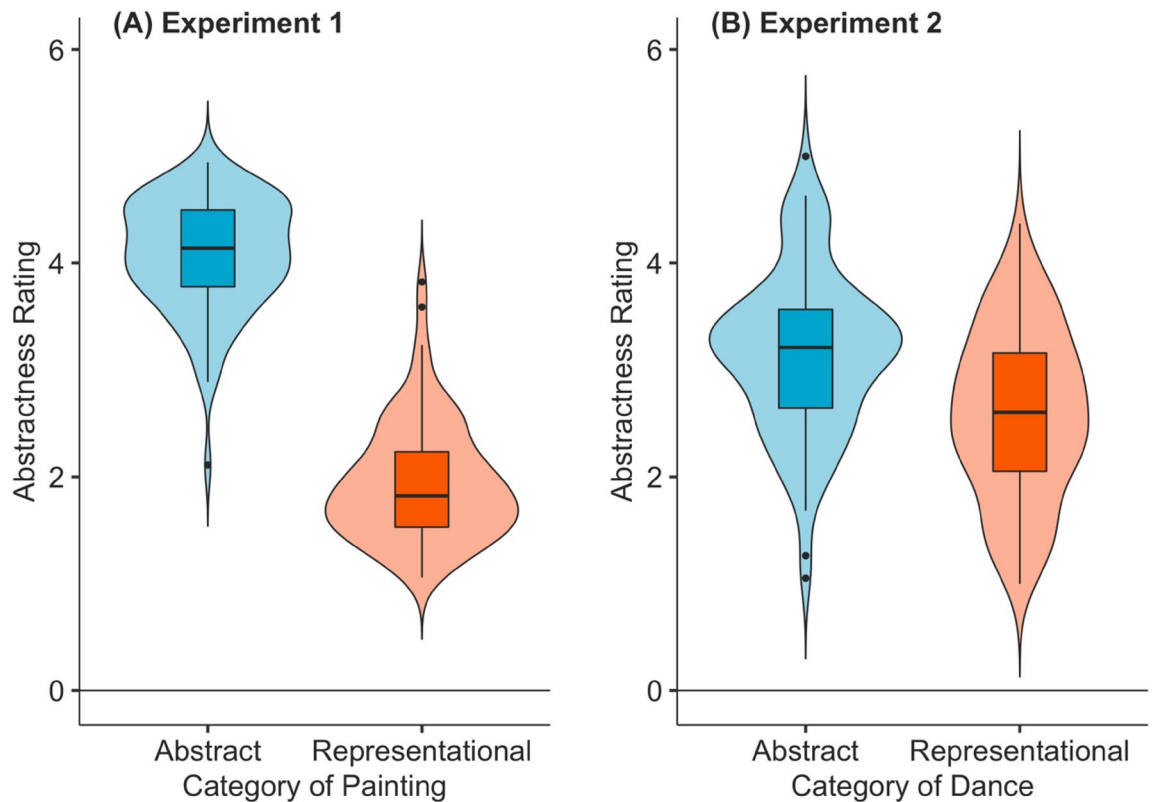 (A) Experiment 1
6
4
2
0
Abstractness Rating
Abstract Representational
Category of Painting
(B) Experiment 2
6
4
2
0
Abstractness Rating
Abstract Representational
Category of Dance